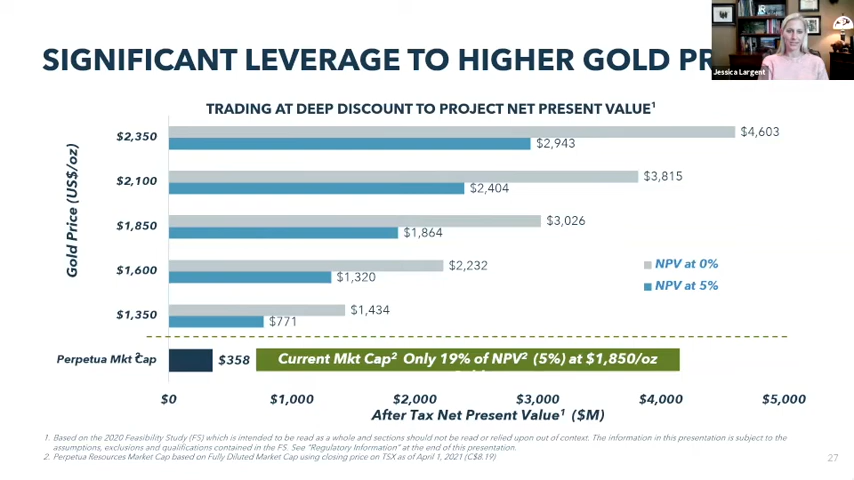 SIGNIFICANT LEVERAGE TO HIGHER GOLD PR
Jessica Largent
TRADING AT DEEP DISCOUNT TO PROJECT NET PRESENT VALUE1
Gold Price (US$/oz)
$2,350
$4,603
$2,943
$2,100
$3,815
$2,404
$1,850
$3,026
$1,864
$1,600
$2,232
$1,320
$1,350
$1,434
$771
NPV at 0%
NPV at 5%
Perpetua Mkt Cap2
$358
Current Mkt Cap2 Only 19% of NPV2 (5%) at $1,850/oz
$0
$1,000
$2,000
$3,000
$4,000
$5,000
After Tax Net Present Value1 ($M)
1. Based on the 2020 Feasibility Study (FS) which is intended to be read as a whole and sections should not be read or relied upon out of context. The information in this presentation is subject to the
assumptions, exclusions and qualifications contained in the FS. See "Regulatory Information" at the end of this presentation.
2. Perpetua Resources Market Cap based on Fully Diluted Market Cap using closing price on TSX as of April 1, 2021 (C$8.19)
27